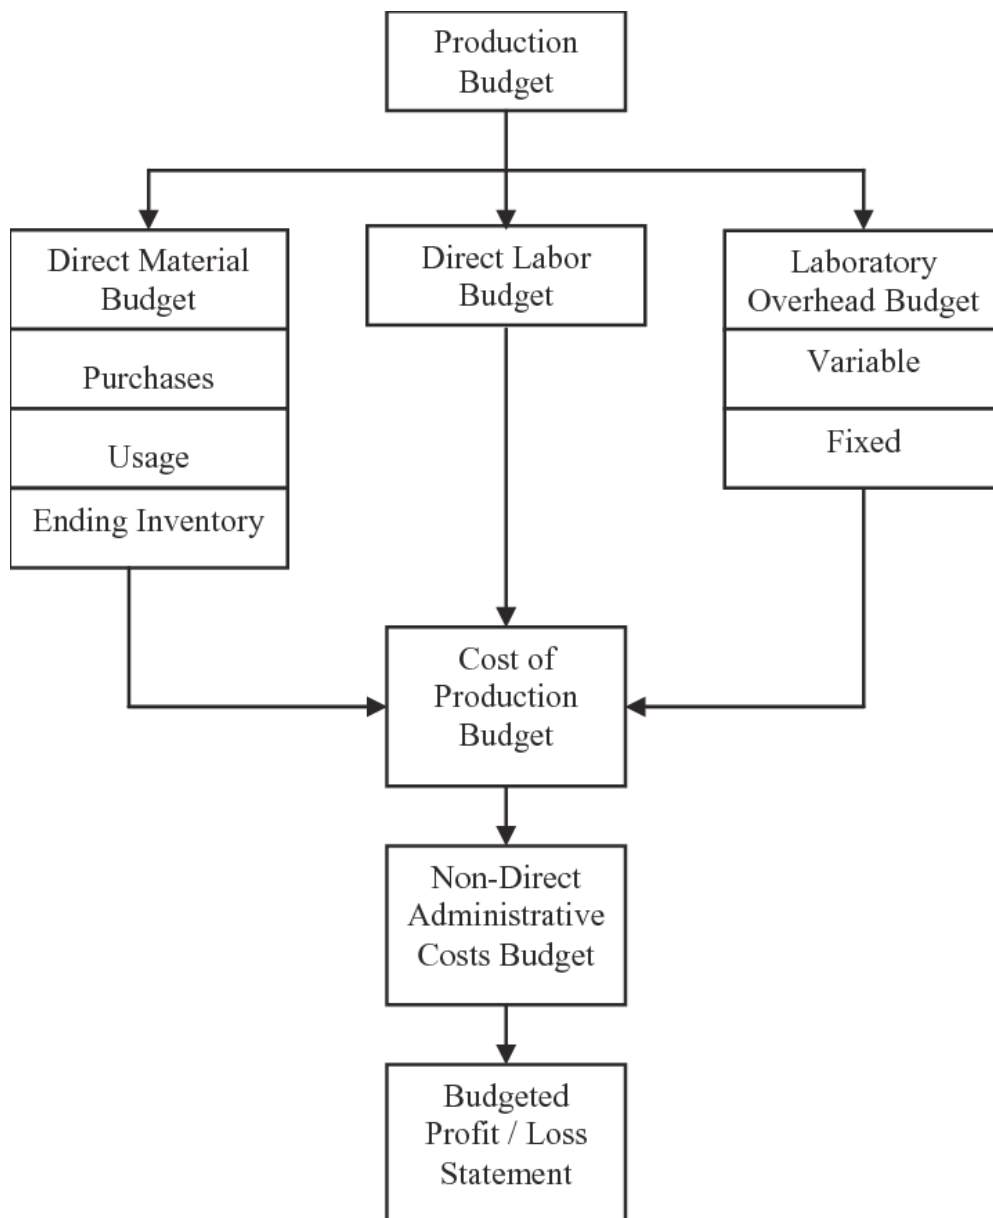 Production
Budget
Direct Material
Budget
Purchases
Usage
Ending Inventory
Direct Labor
Budget
Laboratory
Overhead Budget
Variable
Fixed
Cost of
Production
Budget
Non-Direct
Administrative
Costs Budget
Budgeted
Profit / Loss
Statement